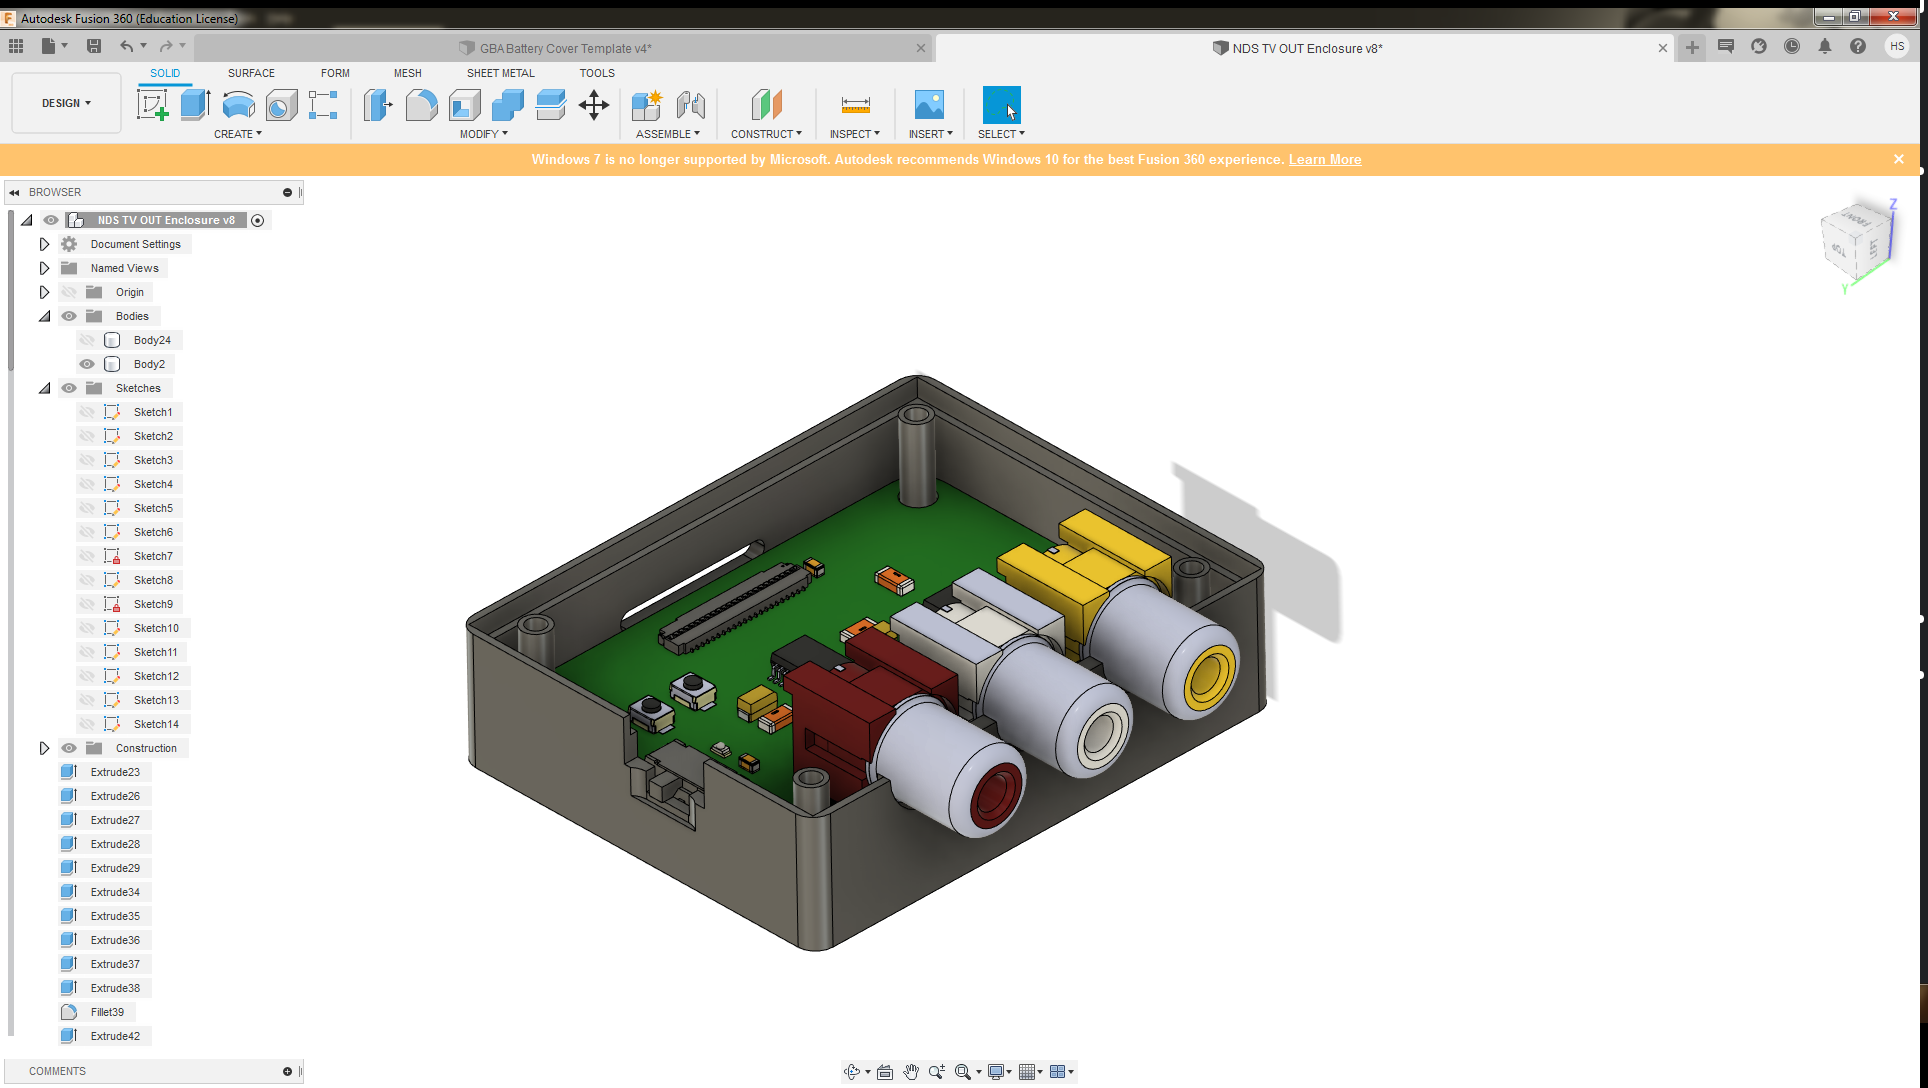 Autodesk Fusion 360 (Education License)
GBA Battery Cover Template v4*
NDS TV OUT Enclosure v8*
HS
DESIGN
SOLID
SURFACE
FORM
MESH
SHEET METAL
TOOLS
CREATE
MODIFY
ASSEMBLE
CONSTRUCT
INSPECT
INSERT
SELECT
Windows 7 is no longer supported by Microsoft. Autodesk recommends Windows 10 for the best Fusion 360 experience. Learn More
BROWSER
NDS TV OUT Enclosure v8
Document Settings
Named Views
Origin
Bodies
Body24
Body2
Sketches
Sketch1
Sketch2
Sketch3
Sketch4
Sketch5
Sketch6
Sketch7
Sketch8
Sketch9
Sketch10
Sketch11
Sketch12
Sketch13
Sketch14
Construction
Extrude23
Extrude26
Extrude27
Extrude28
Extrude29
Extrude34
Extrude35
Extrude36
Extrude37
Extrude38
Fillet39
Extrude42
COMMENTS
Z
FRONT
TOP
LEFT
Y